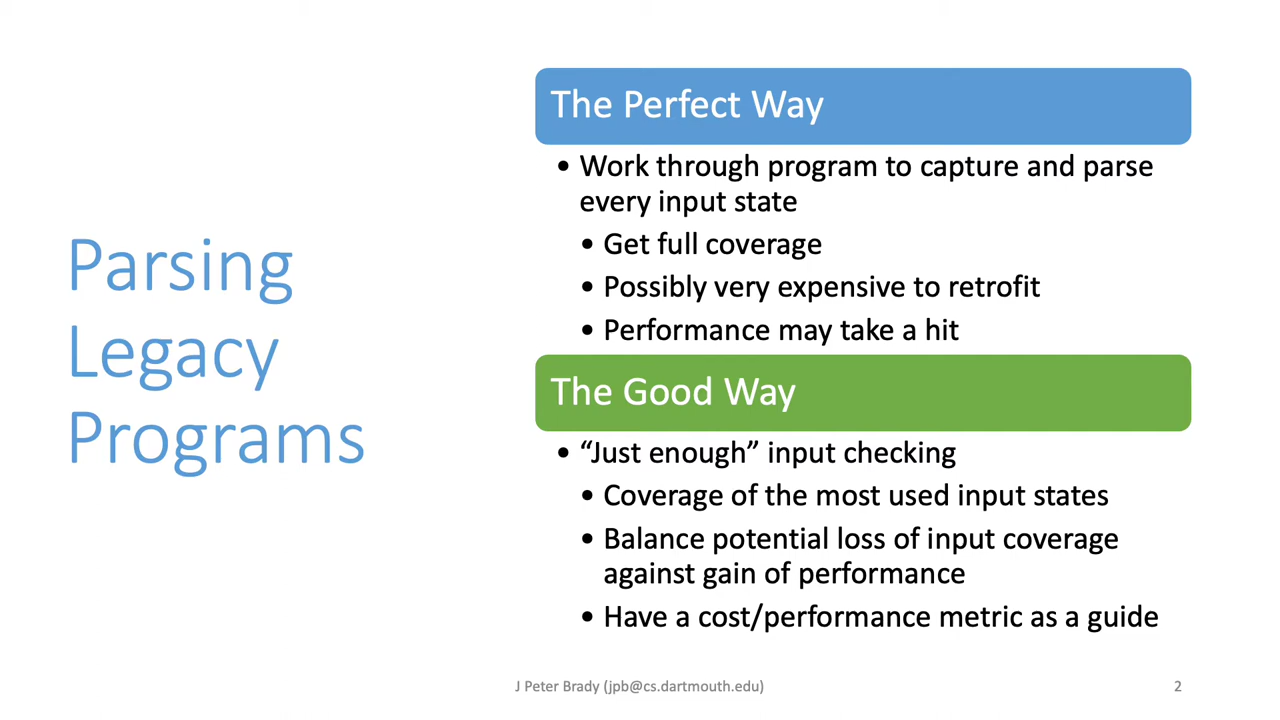 Parsing
Legacy
Programs
The Perfect Way
• Work through program to capture and parse
every input state
• Get full coverage
• Possibly very expensive to retrofit
• Performance may take a hit
The Good Way
• “Just enough” input checking
• Coverage of the most used input states
• Balance potential loss of input coverage
against gain of performance
• Have a cost/performance metric as a guide
J Peter Brady (jpb@cs.dartmouth.edu)
2